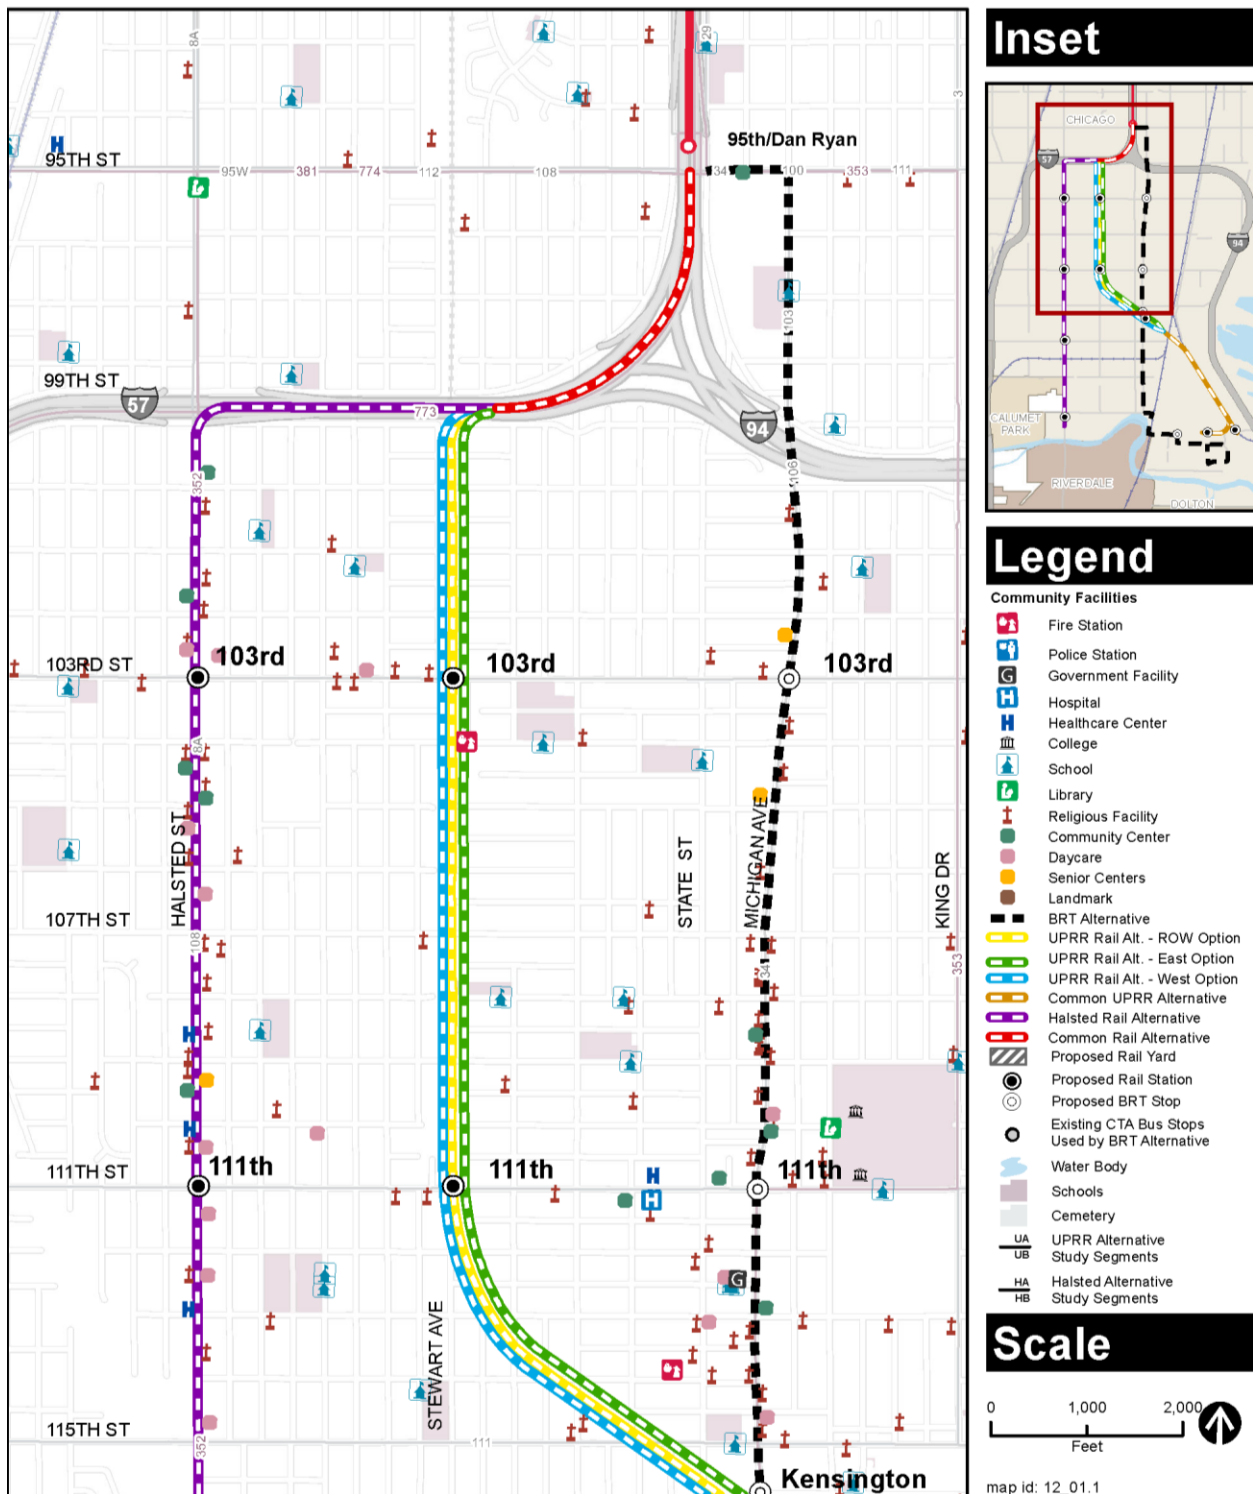 8A
29
3
95th/Dan Ryan
95TH ST
95W
381
774
112
108
34
100
353
111
103
99TH ST
57
773
94
352
106
103rd
103rd
103rd
103RD ST
8A
HALSTED ST
STATE ST
MICHIGAN AVE
KING DR
107TH ST
108
34
353
111TH ST
111th
111th
111th
G
STEWART AVE
115TH ST
352
111
Kensington
Inset
CHICAGO
57
94
CALUMET
PARK
RIVERDALE
DOLTON
Legend
Community Facilities
Fire Station
Police Station
G Government Facility
H Hospital
H Healthcare Center
College
School
Library
Religious Facility
Community Center
Daycare
Senior Centers
Landmark
BRT Alternative
UPRR Rail Alt. - ROW Option
UPRR Rail Alt. - East Option
UPRR Rail Alt. - West Option
Common UPRR Alternative
Halsted Rail Alternative
Common Rail Alternative
Proposed Rail Yard
Proposed Rail Station
Proposed BRT Stop
Existing CTA Bus Stops
Used by BRT Alternative
Water Body
Schools
Cemetery
UA UPRR Alternative
UB Study Segments
HA Halsted Alternative
HB Study Segments
Scale
0 1,000 2,000
Feet
map id: 12_01.1